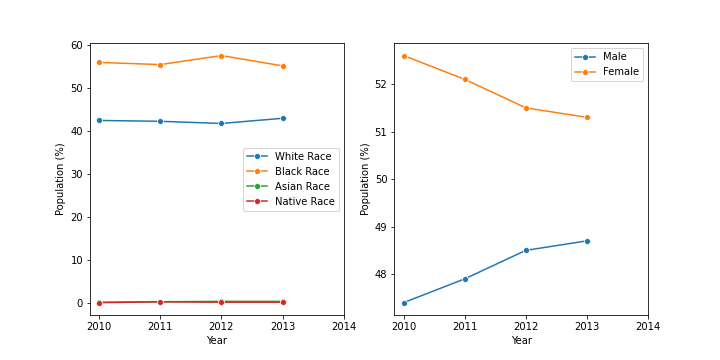 60
50
40
30
20
10
0
Population (%)
2010 2011 2012 2013 2014
Year
White Race
Black Race
Asian Race
Native Race
52
51
50
49
48
Population (%)
2010 2011 2012 2013 2014
Year
Male
Female